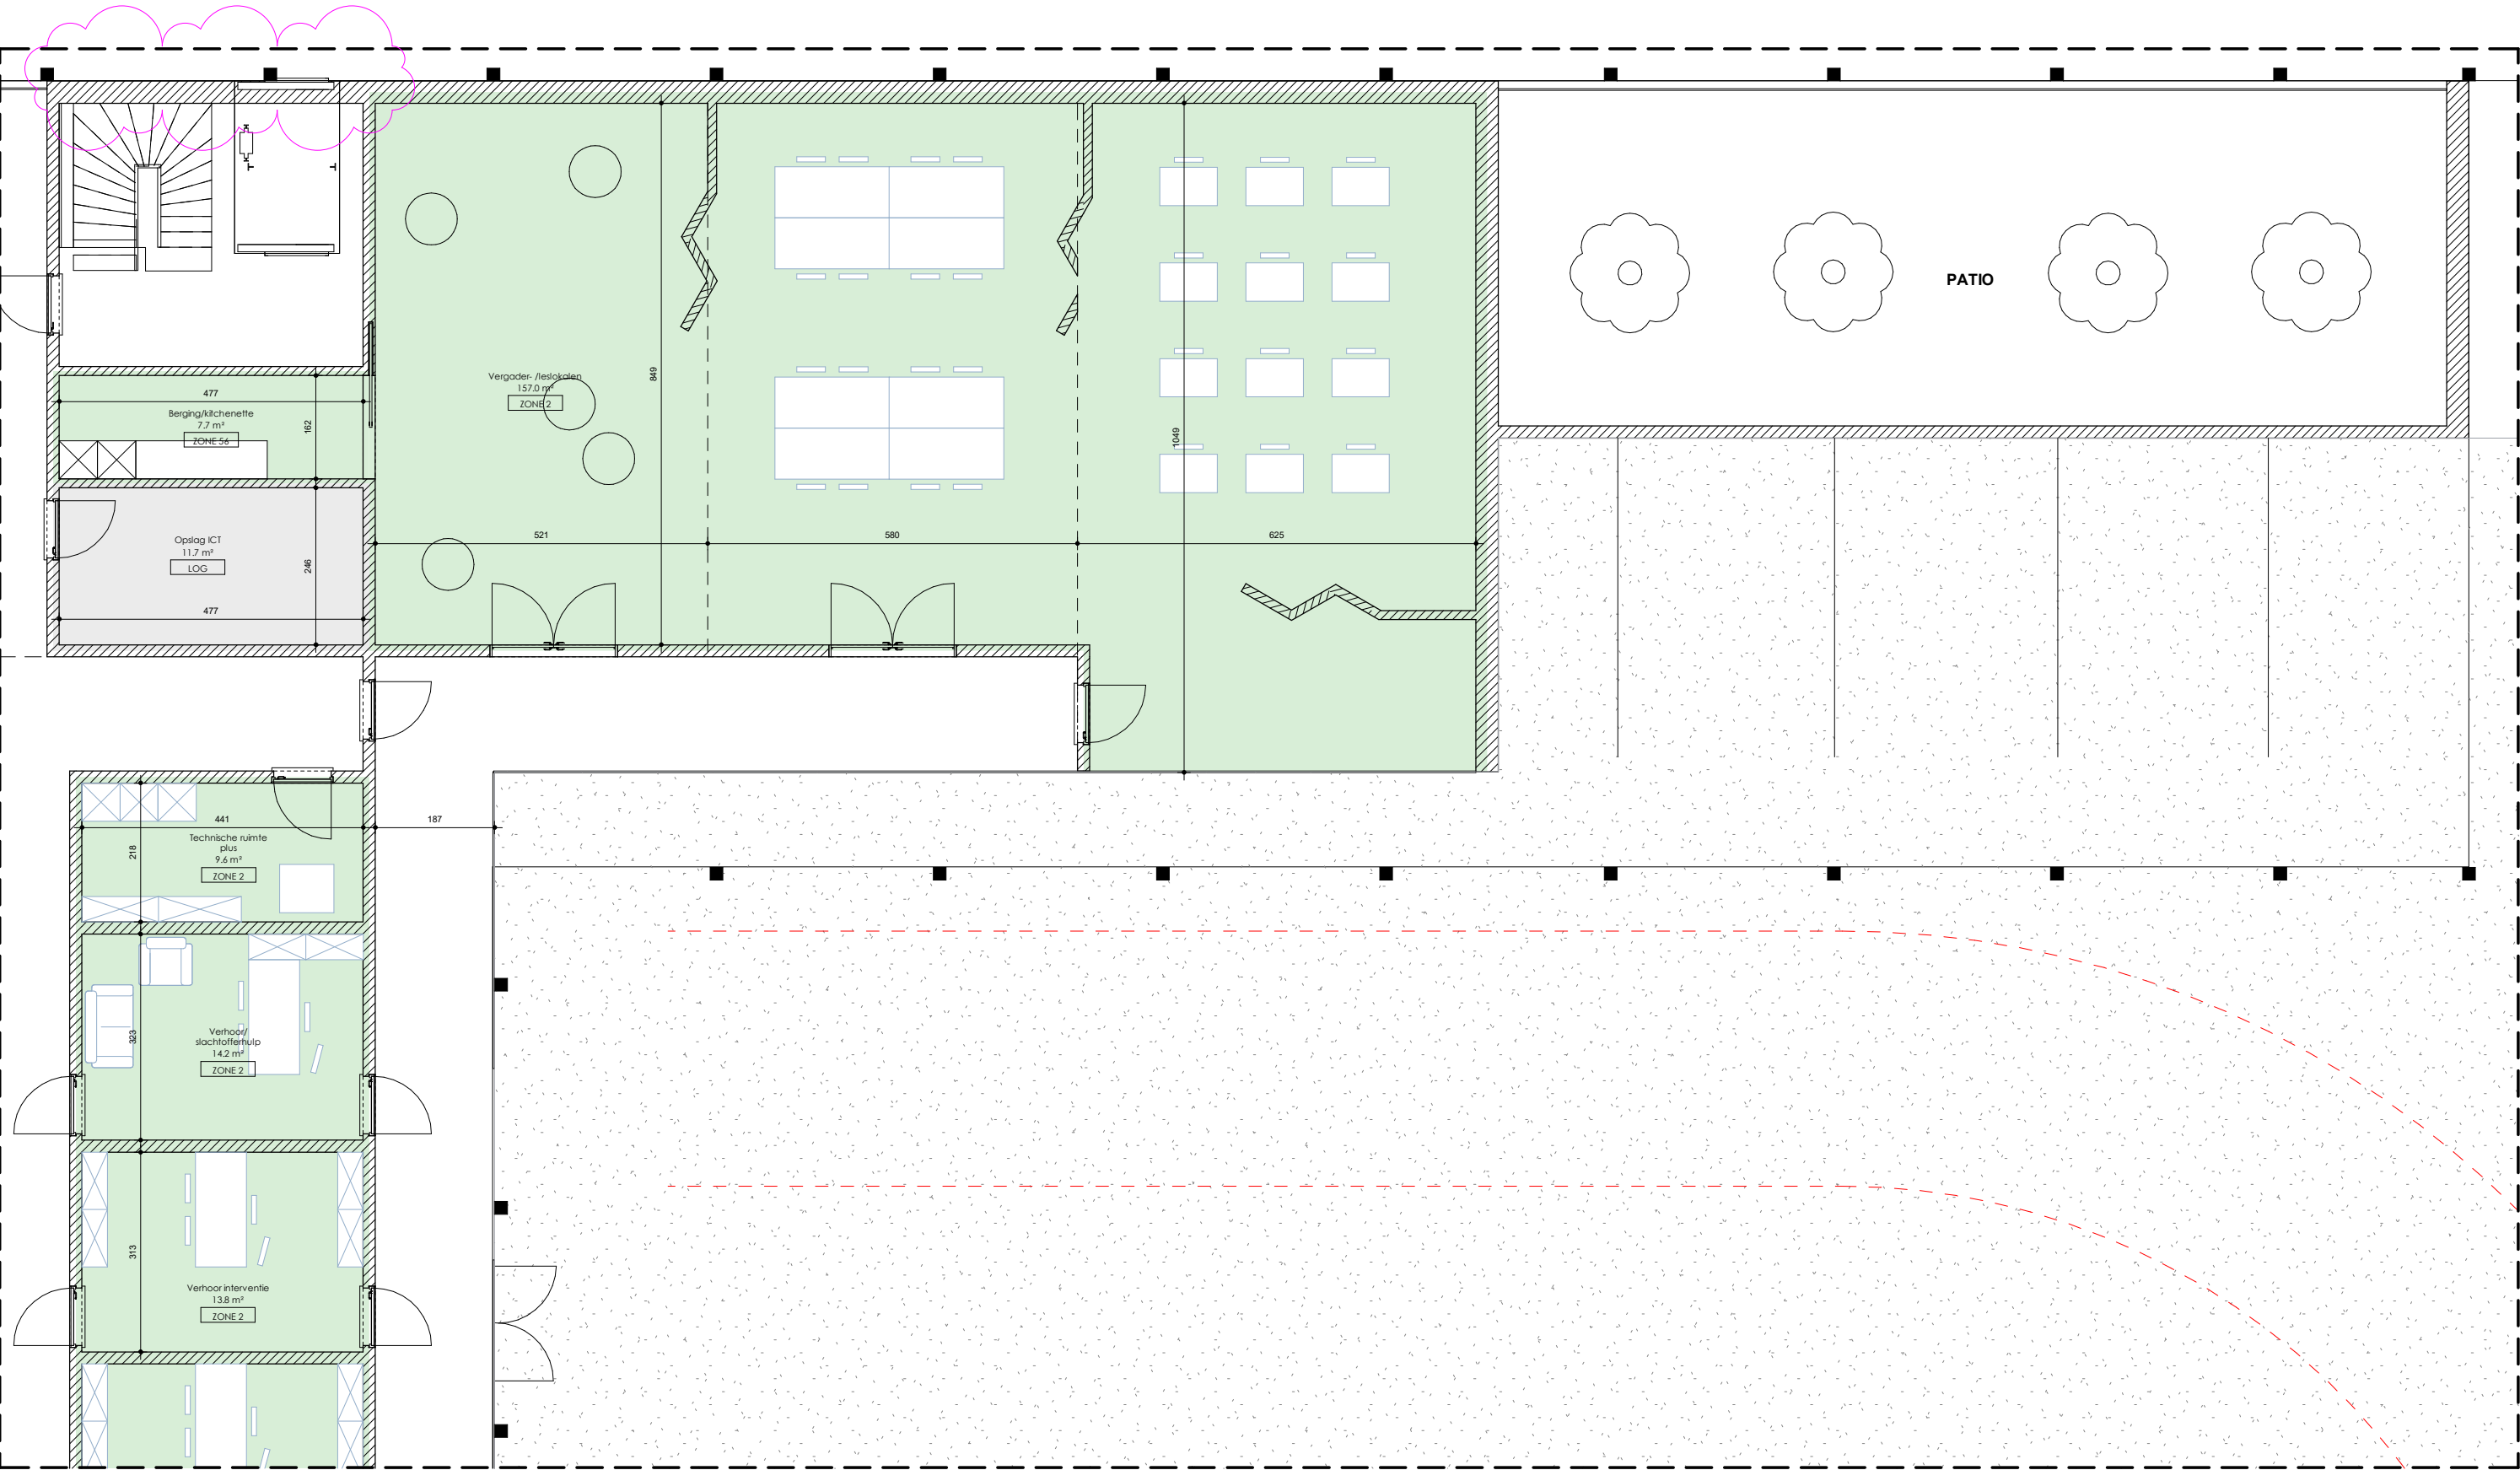 PATIO
Vergader- /leslokalen
157.0 m²
ZONE 2
849
1049
477
Berging/kitchenette
7.7 m²
ZONE 56
162
521
580
625
Opslag ICT
11.7 m²
LOG
246
477
441
187
Technische ruimte
plus
9.6 m²
ZONE 2
218
Verhoor/
slachtofferhulp
14.2 m²
ZONE 2
323
Verhoor interventie
13.8 m²
ZONE 2
313